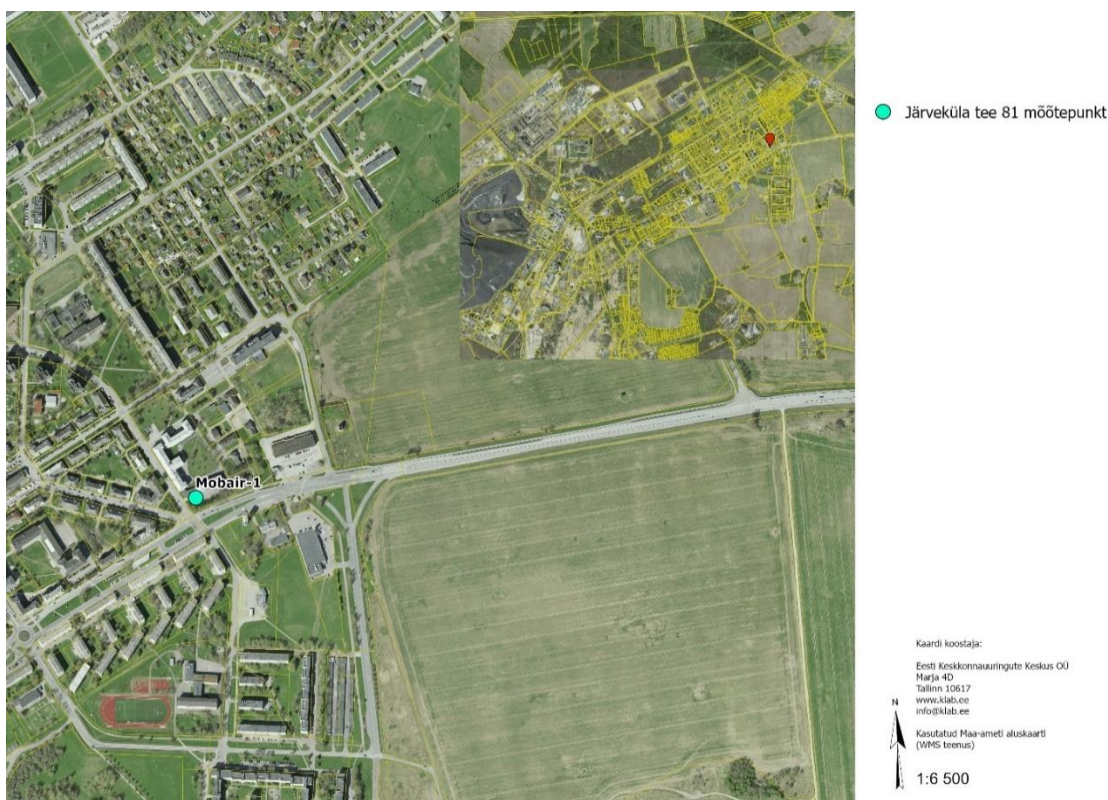 Järveküla tee 81 mõõtepunkt
Mobair-1
Kaardi koostaja:
Eesti Keskkonnauuringute Keskus OÜ
Marja 4D
Tallinn 10617
www.klab.ee
info@klab.ee
N
Kasutatud Maa-ameti aluskaarti
(WMS teenus)
1:6 500